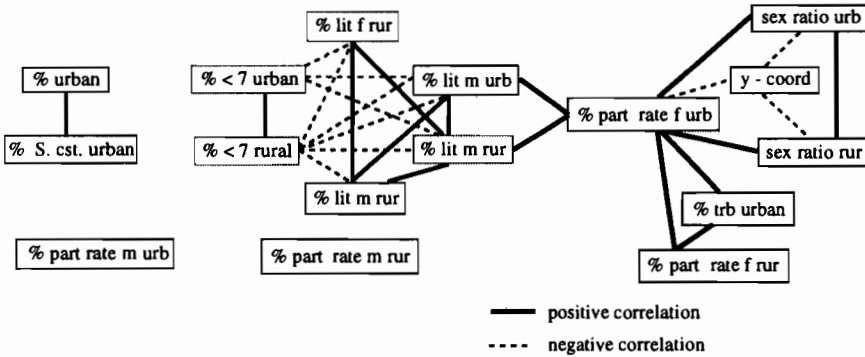 % lit f rur
sex ratio urb
% urban
% < 7 urban
% lit m urb
y - coord
% part rate f urb
% S. cst. urban
% < 7 rural
% lit m rur
sex ratio rur
% lit m rur
% trb urban
% part rate m urb
% part rate m rur
% part rate f rur
positive correlation
negative correlation